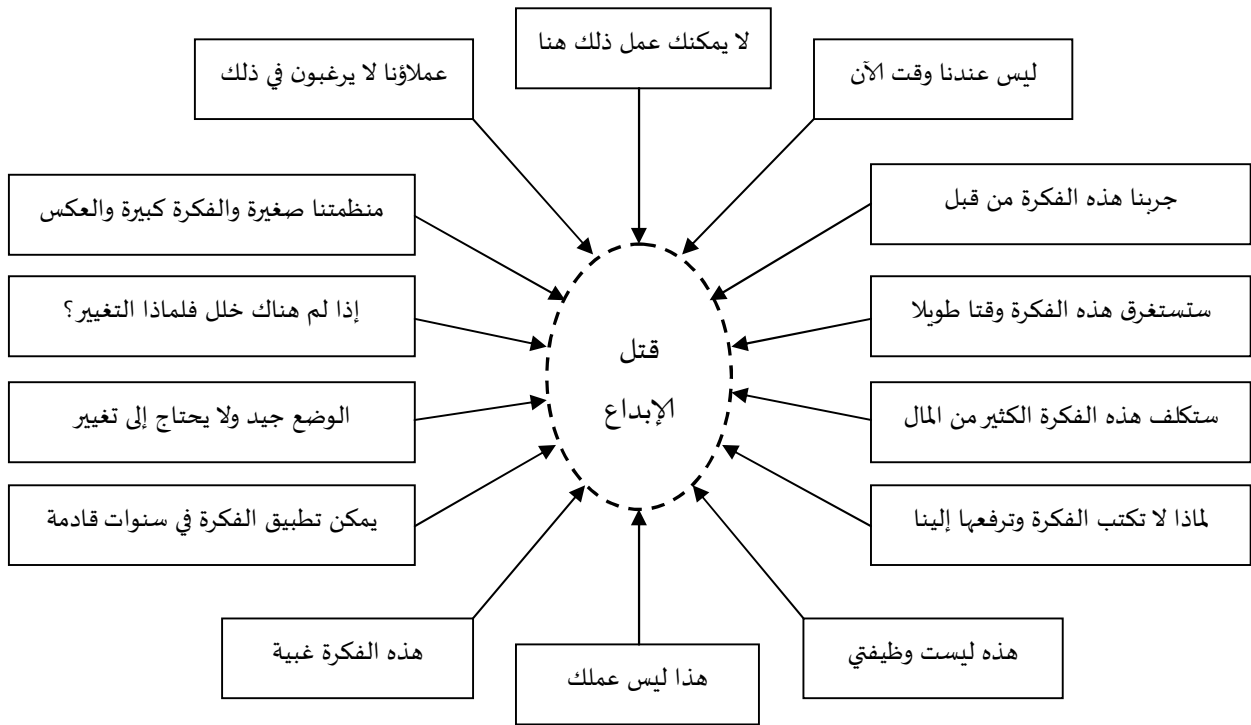 لا يمكنك عمل ذلك هنا
ليس عندنا وقت الآن
عملاؤنا لا يرغبون في ذلك
جربنا هذه الفكرة من قبل
منظمتنا صغيرة والفكرة كبيرة والعكس
ستستغرق هذه الفكرة وقتا طويلا
إذا لم هناك خلل فلماذا التغيير؟
قتل
الإبداع
ستكلف هذه الفكرة الكثير من المال
الوضع جيد ولا يحتاج إلى تغيير
لماذا لا تكتب الفكرة وترفعها إلينا
يمكن تطبيق الفكرة في سنوات قادمة
هذه ليست وظيفتي
هذا ليس عملك
هذه الفكرة غبية